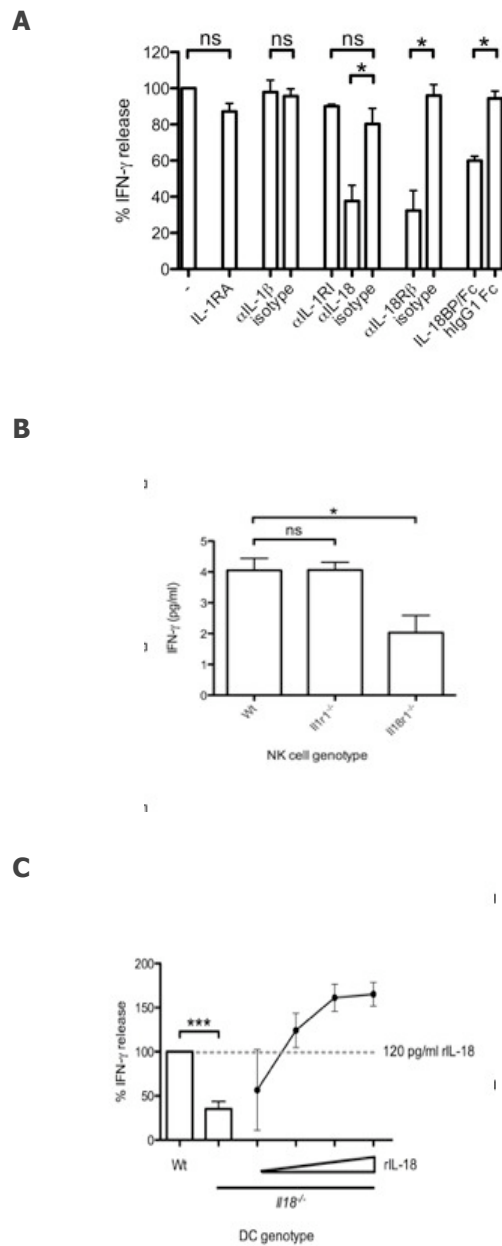 A
ns
ns
ns
*
*
*
120
100
80
60
40
20
0
% IFN-γ release
-
IL-1RA
αIL-1β
isotype
αIL-1RI
αIL-18
isotype
αIL-18Rβ
isotype
IL-18BP/Fc
hIgG1 Fc
B
*
ns
5
4
3
2
1
0
IFN-γ (pg/ml)
Wt
Il1r1-/-
Il18r1-/-
NK cell genotype
C
200
150
100
50
0
% IFN-γ release
***
120 pg/ml rIL-18
Wt
rIL-18
Il18-/-
DC genotype